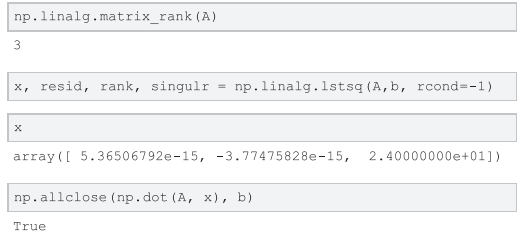 np.linalg.matrix_rank(A)
3
x, resid, rank, singulr = np.linalg.lstsq(A,b, rcond=-1)
x
array([ 5.36506792e-15, -3.77475828e-15,  2.40000000e+01])
np.allclose(np.dot(A, x), b)
True